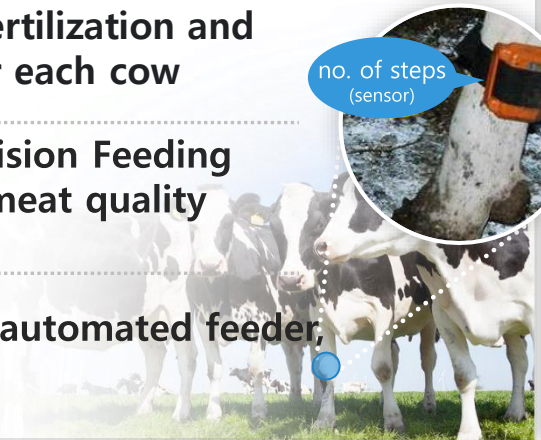 ertilization and
r each cow
no. of steps
(sensor)
ision Feeding
meat quality
automated feeder,